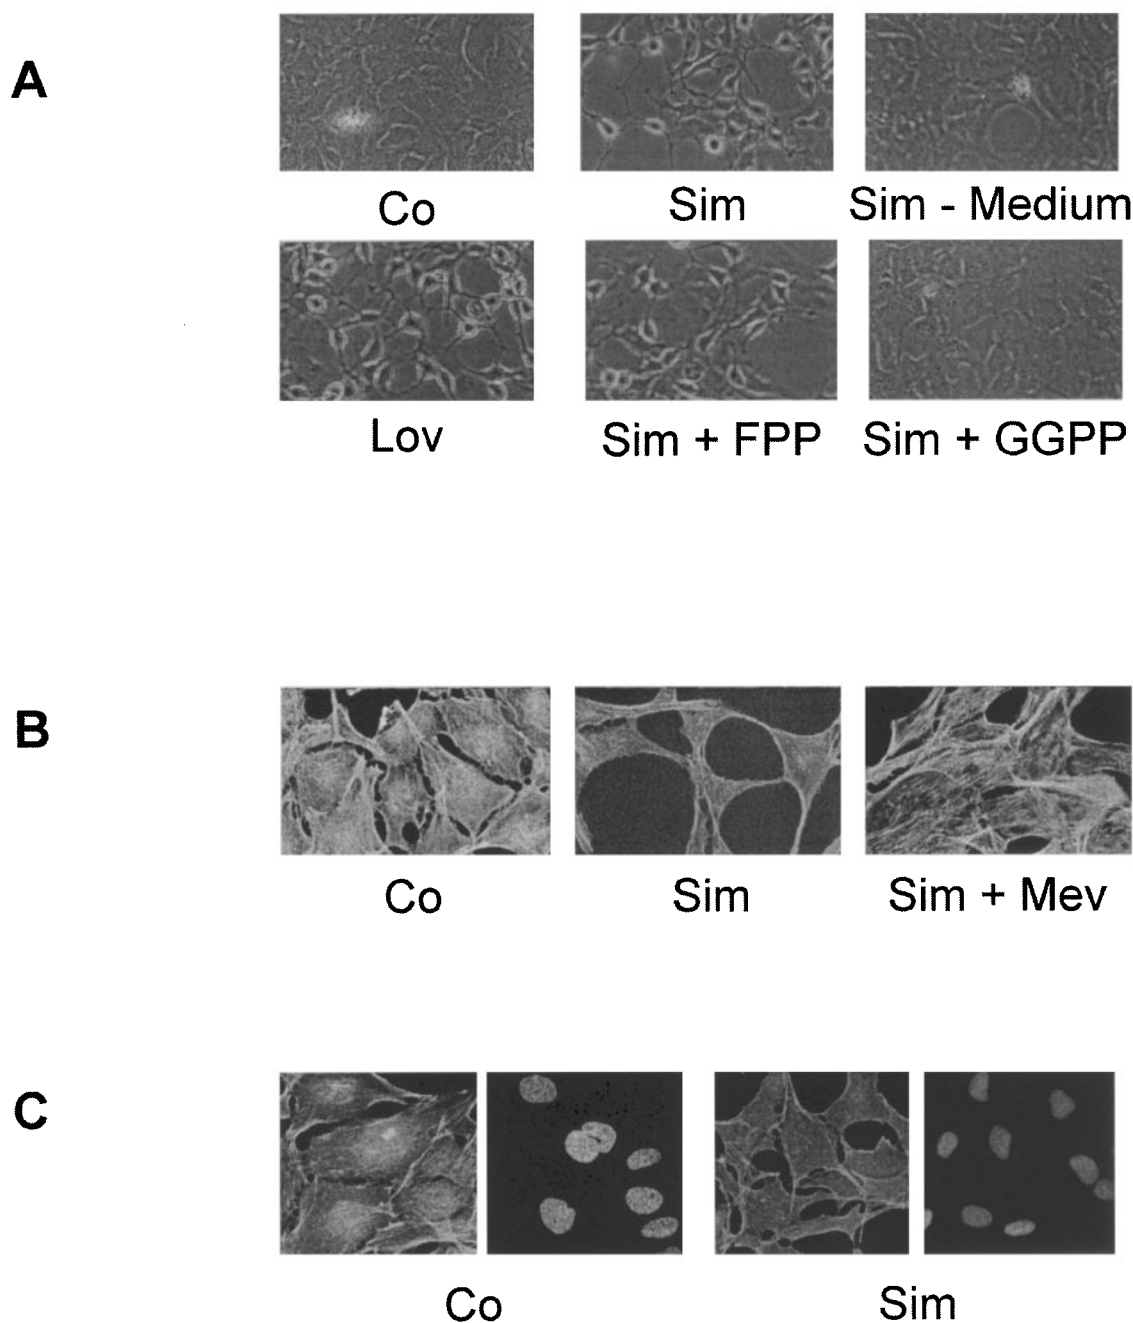 A
Co Sim Sim - Medium
Lov Sim + FPP Sim + GGPP
B
Co Sim Sim + Mev
C
Co Sim